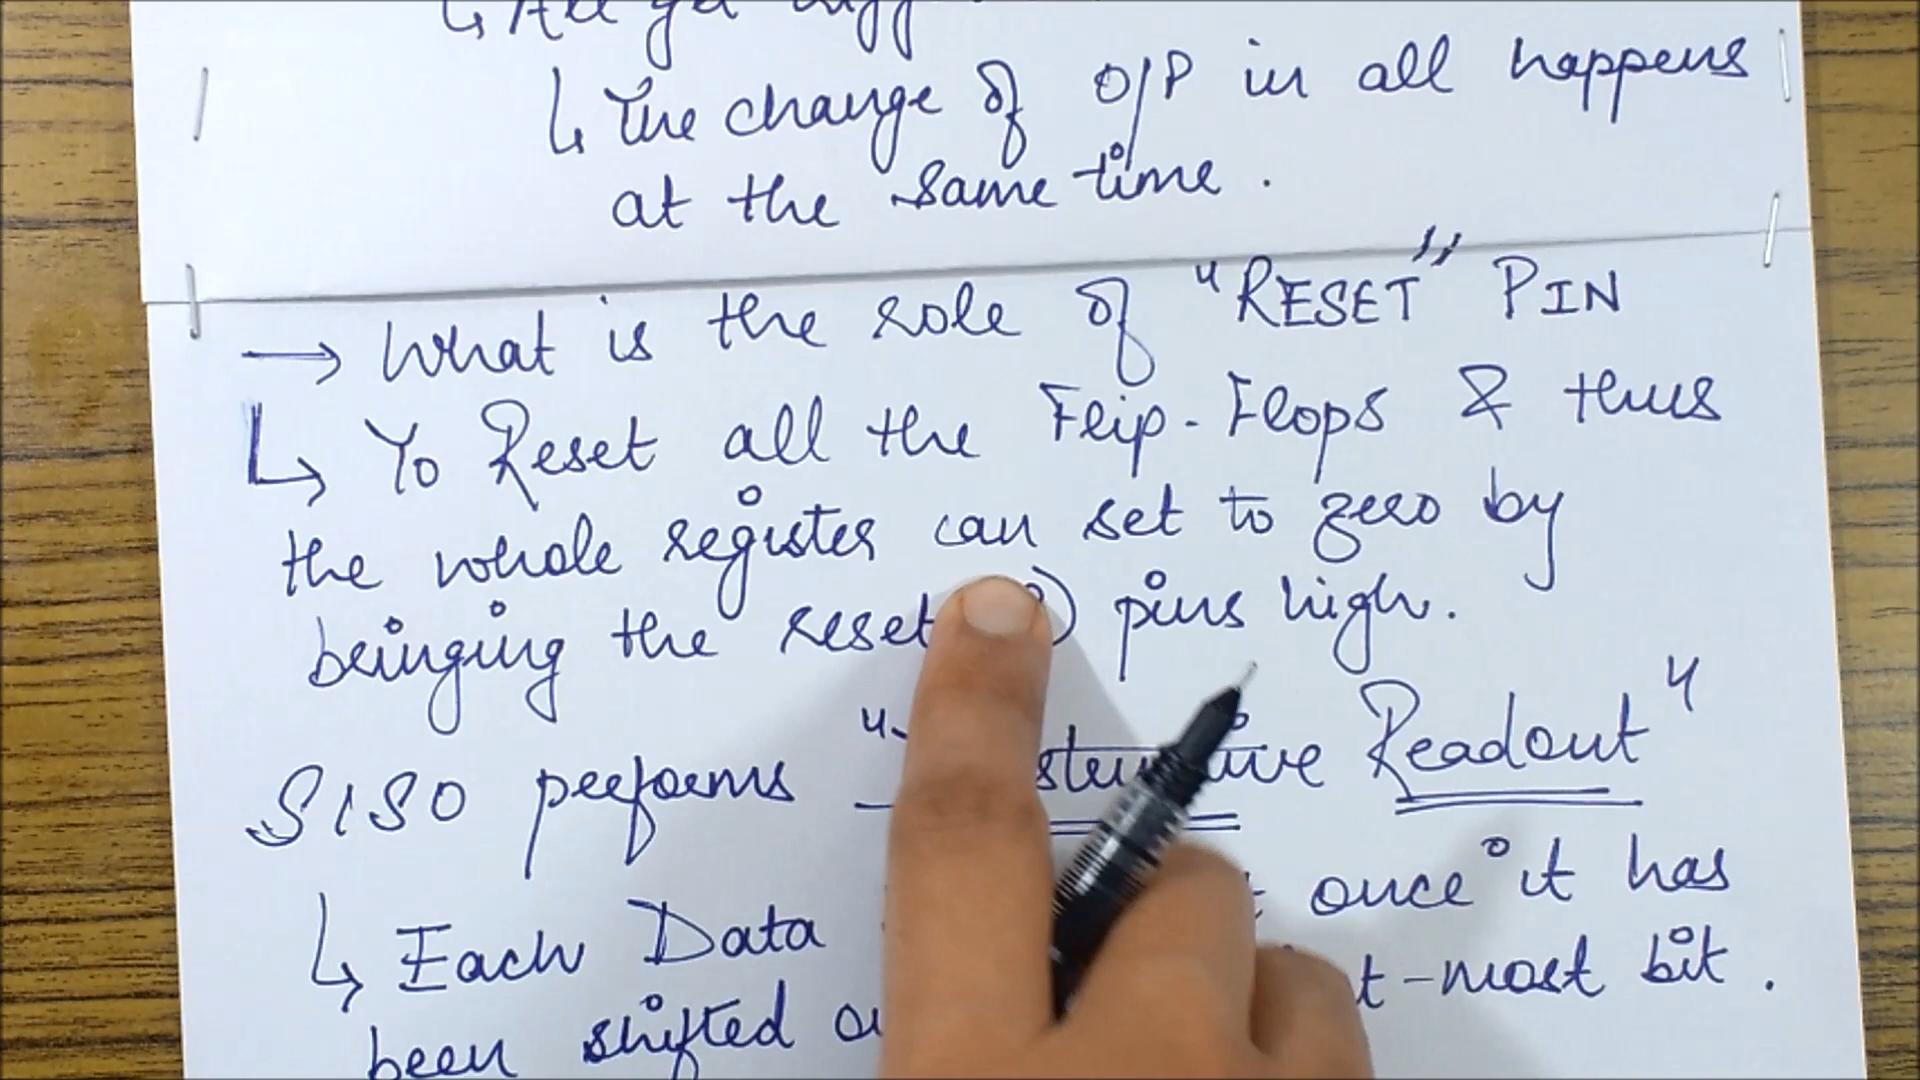 ↳ All get
↳ The change of O/P in all happens
at the same time.
→ What is the role of "RESET" PIN
↳ To Reset all the Flip-Flops & thus
the whole register can set to zero by
bringing the reset ) pins high.
SISO performs Readout"
↳ Each Data once it has
been shifted t-most bit.